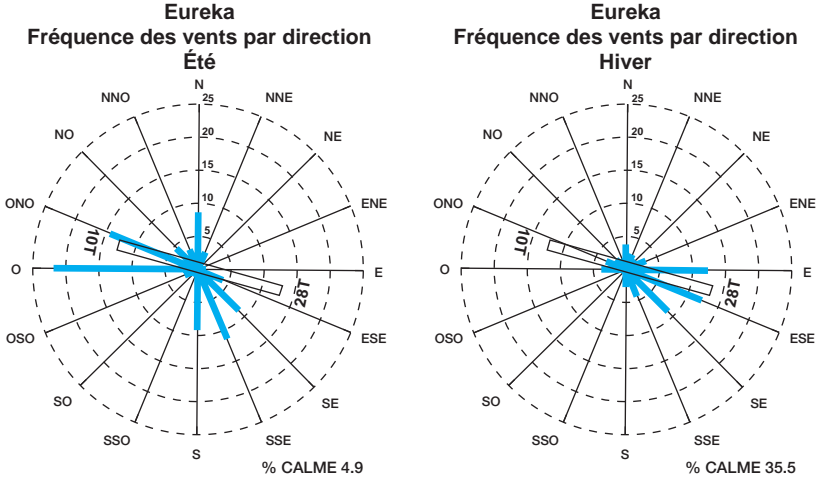 Eureka
Fréquence des vents par direction
Été
N
25
20
15
10
5
NNO
NNE
NO
NE
ONO
ENE
O
E
OSO
ESE
SO
SE
SSO
SSE
S
10T
28T
% CALME 4.9
Eureka
Fréquence des vents par direction
Hiver
N
25
20
15
10
5
NNO
NNE
NO
NE
ONO
ENE
O
E
OSO
ESE
SO
SE
SSO
SSE
S
10T
28T
% CALME 35.5